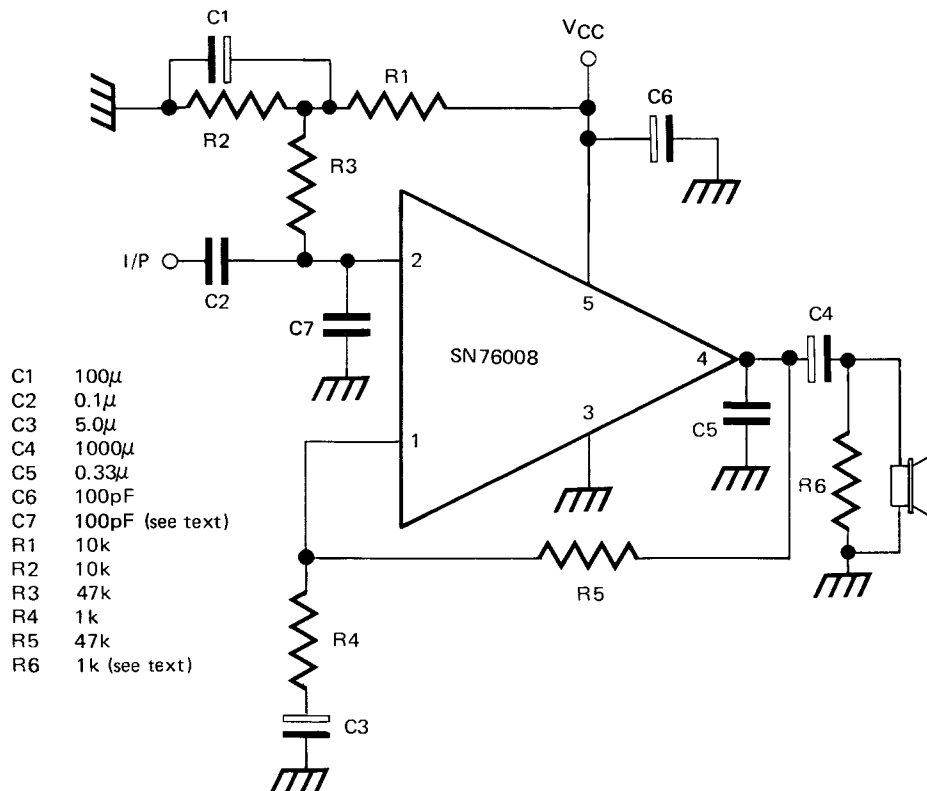 C1
VCC
R1
C6
R2
R3
I/P
C2
2
5
C7
SN76008
C4
4
C5
3
1
R6
R5
R4
C3
C1 100μ
C2 0.1μ
C3 5.0μ
C4 1000μ
C5 0.33μ
C6 100pF
C7 100pF (see text)
R1 10k
R2 10k
R3 47k
R4 1k
R5 47k
R6 1k (see text)